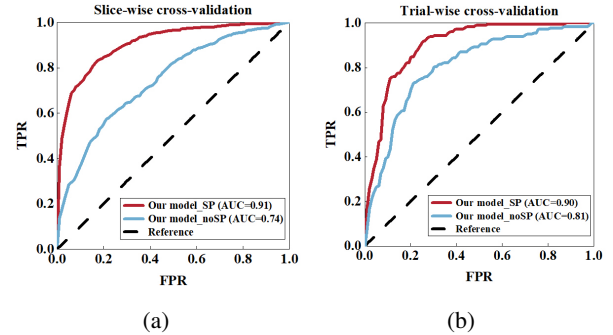 Slice-wise cross-validation
TPR
1.0
0.8
0.6
0.4
0.2
0.0
Our model_SP (AUC=0.91)
Our model_noSP (AUC=0.74)
Reference
0.0 0.2 0.4 0.6 0.8 1.0
FPR
(a)
Trial-wise cross-validation
TPR
1.0
0.8
0.6
0.4
0.2
0.0
Our model_SP (AUC=0.90)
Our model_noSP (AUC=0.81)
Reference
0.0 0.2 0.4 0.6 0.8 1.0
FPR
(b)